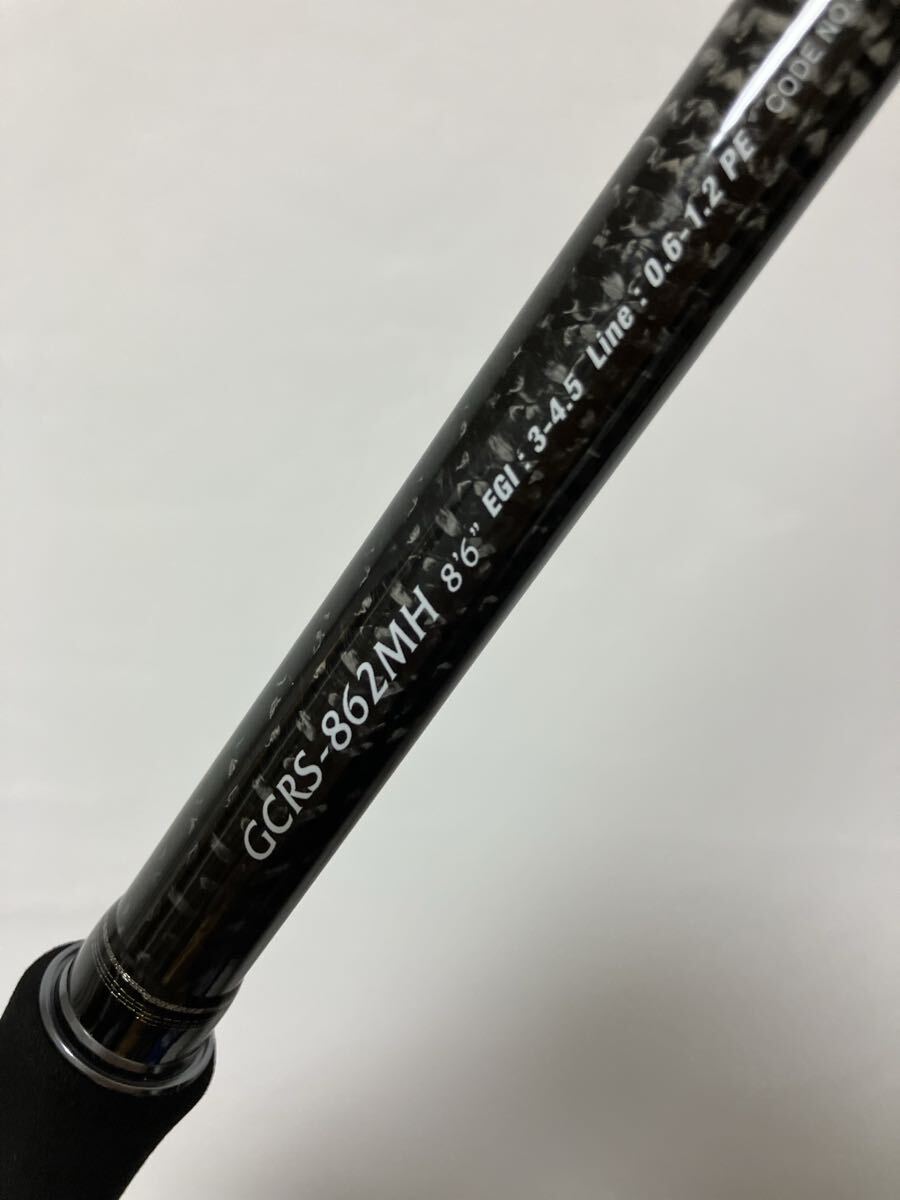 GCRS-862MH 8'6" EGI : 3-4.5 Line : 0.6-1.2 PE CODE NO.